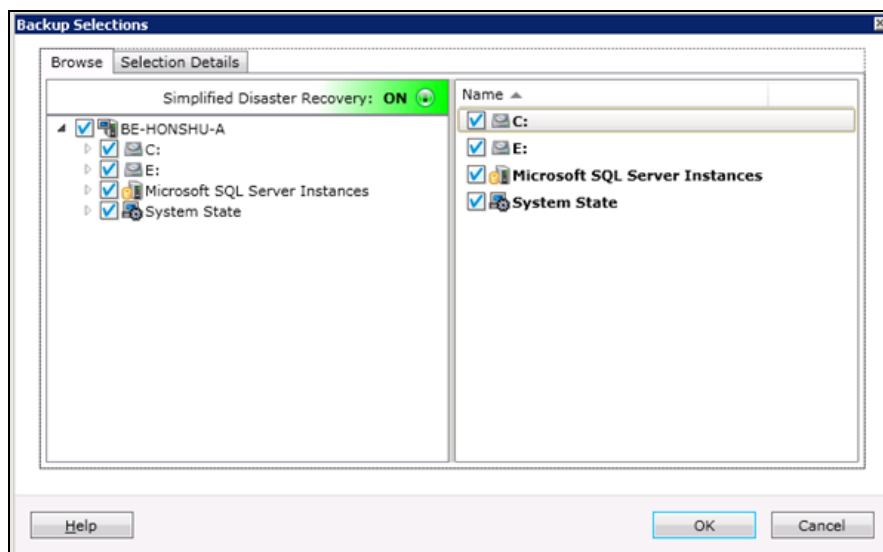 Backup Selections
Browse
Selection Details
Simplified Disaster Recovery: ON
BE-HONSHU-A
C:
E:
Microsoft SQL Server Instances
System State
Name
C:
E:
Microsoft SQL Server Instances
System State
Help
OK
Cancel